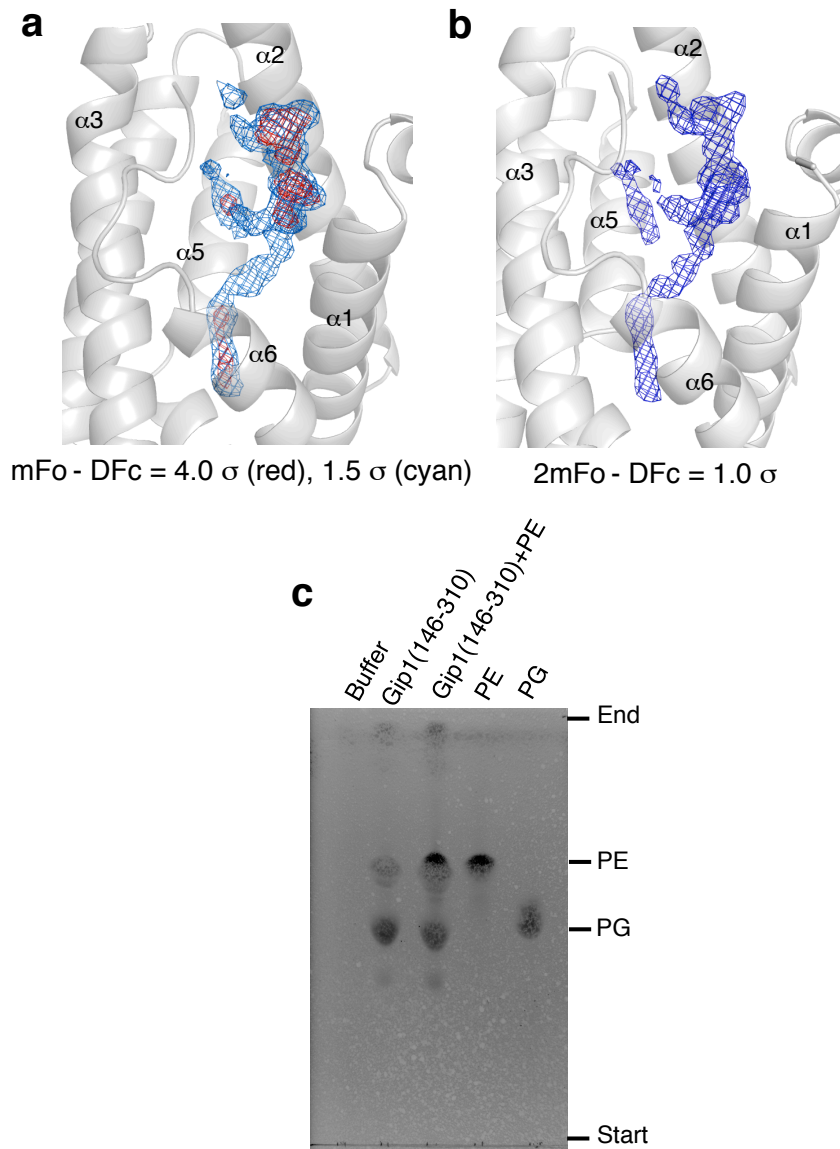 a
α2
α3
α5
α1
α6
mFo - DFc = 4.0 σ (red), 1.5 σ (cyan)
b
α2
α3
α5
α1
α6
2mFo - DFc = 1.0 σ
c
Buffer
Gip1(146-310)
Gip1(146-310)+PE
PE
PG
End
PE
PG
Start